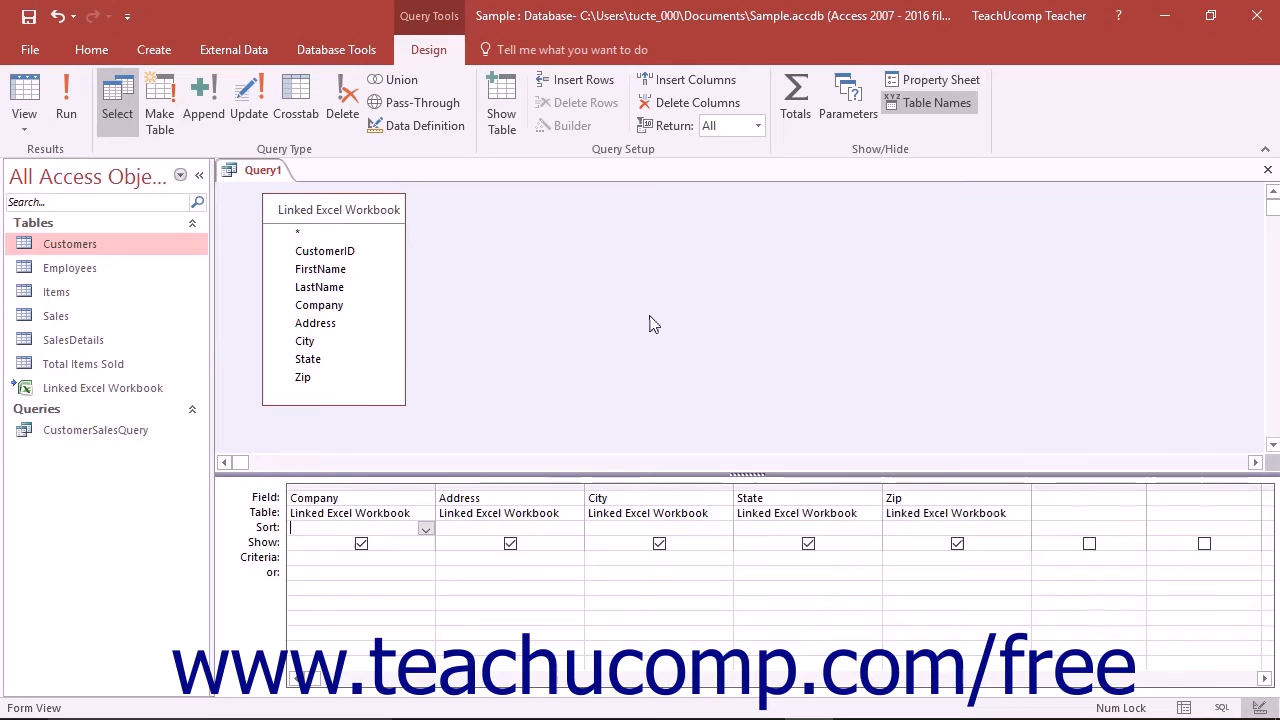 Query Tools
Sample : Database- C:\Users\tucte_000\Documents\Sample.accdb (Access 2007 - 2016 fil...
TeachUcomp Teacher
?
File
Home
Create
External Data
Database Tools
Design
Tell me what you want to do
View
Run
Select
Make Table
Append
Update
Crosstab
Delete
Union
Pass-Through
Data Definition
Show Table
Insert Rows
Delete Rows
Builder
Insert Columns
Delete Columns
Return: All
Totals
Parameters
Property Sheet
XYZ Table Names
Results
Query Type
Query Setup
Show/Hide
All Access Obje...
Search...
Tables
Customers
Employees
Items
Sales
SalesDetails
Total Items Sold
Linked Excel Workbook
Queries
CustomerSalesQuery
Query1
Linked Excel Workbook
*
CustomerID
FirstName
LastName
Company
Address
City
State
Zip
Field: Company Address City State Zip
Table: Linked Excel Workbook Linked Excel Workbook Linked Excel Workbook Linked Excel Workbook Linked Excel Workbook
Sort:
Show:
Criteria:
or:
www.teachucomp.com/free
Form View
Num Lock
SQL